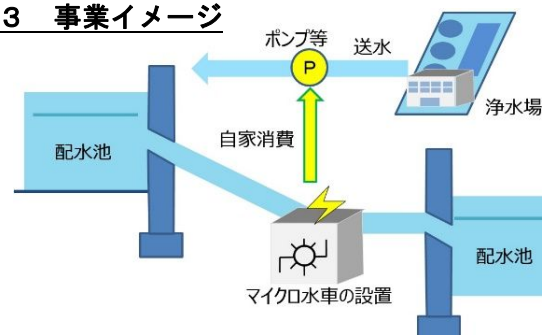 ３　事業イメージ
ポンプ等
送水
P
浄水場
自家消費
配水池
配水池
マイクロ水車の設置